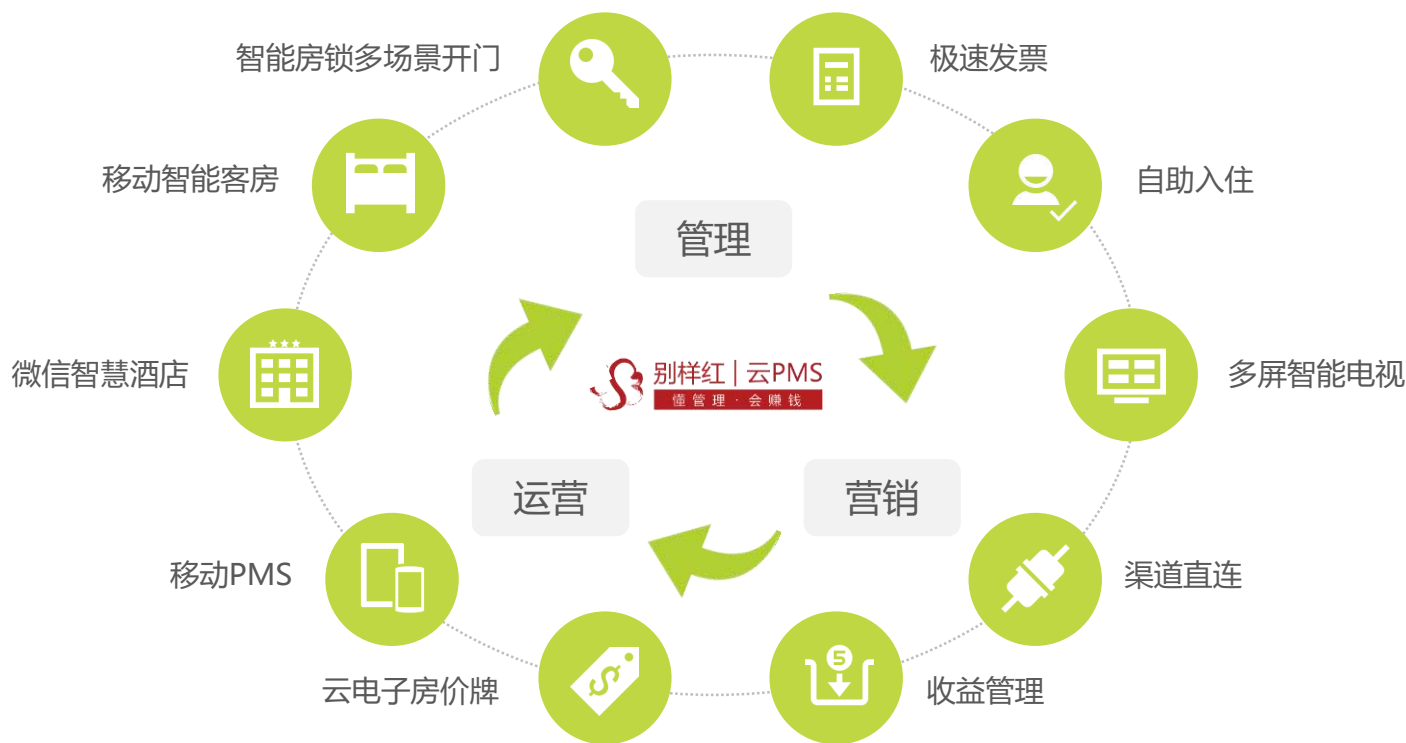 智能房锁多场景开门
极速发票
移动智能客房
自助入住
管理
微信智慧酒店
别样红|云PMS
懂管理·会赚钱
多屏智能电视
运营
营销
移动PMS
渠道直连
云电子房价牌
收益管理